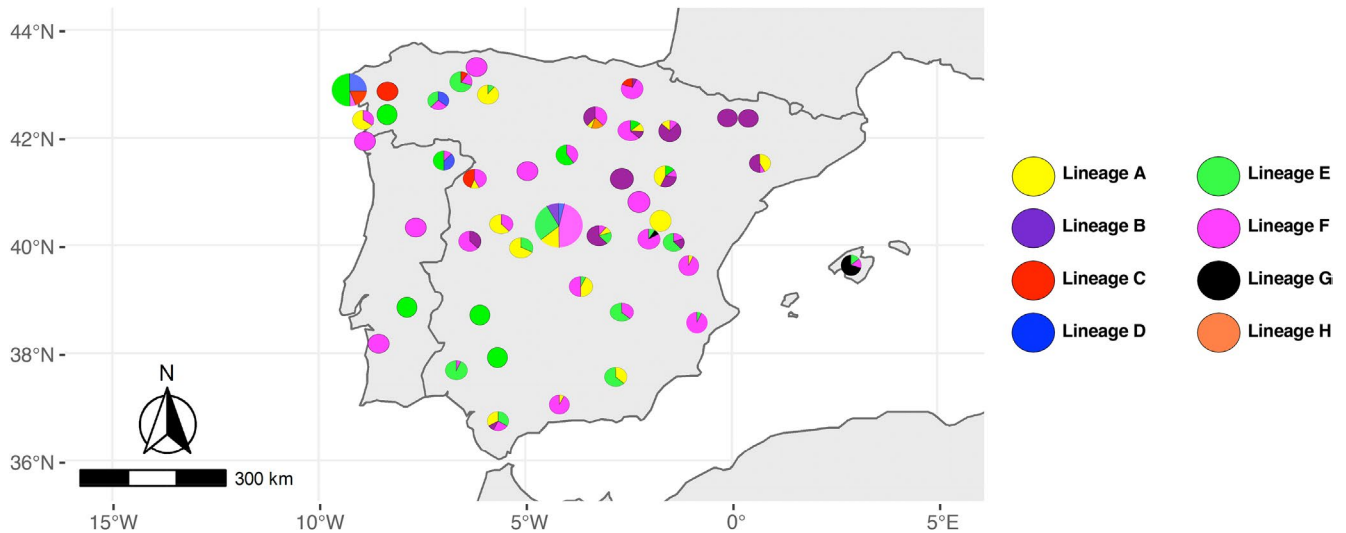 44°N
42°N
40°N
38°N
36°N
N
300 km
15°W
10°W
5°W
0°
5°E
Lineage A
Lineage B
Lineage C
Lineage D
Lineage E
Lineage F
Lineage G
Lineage H